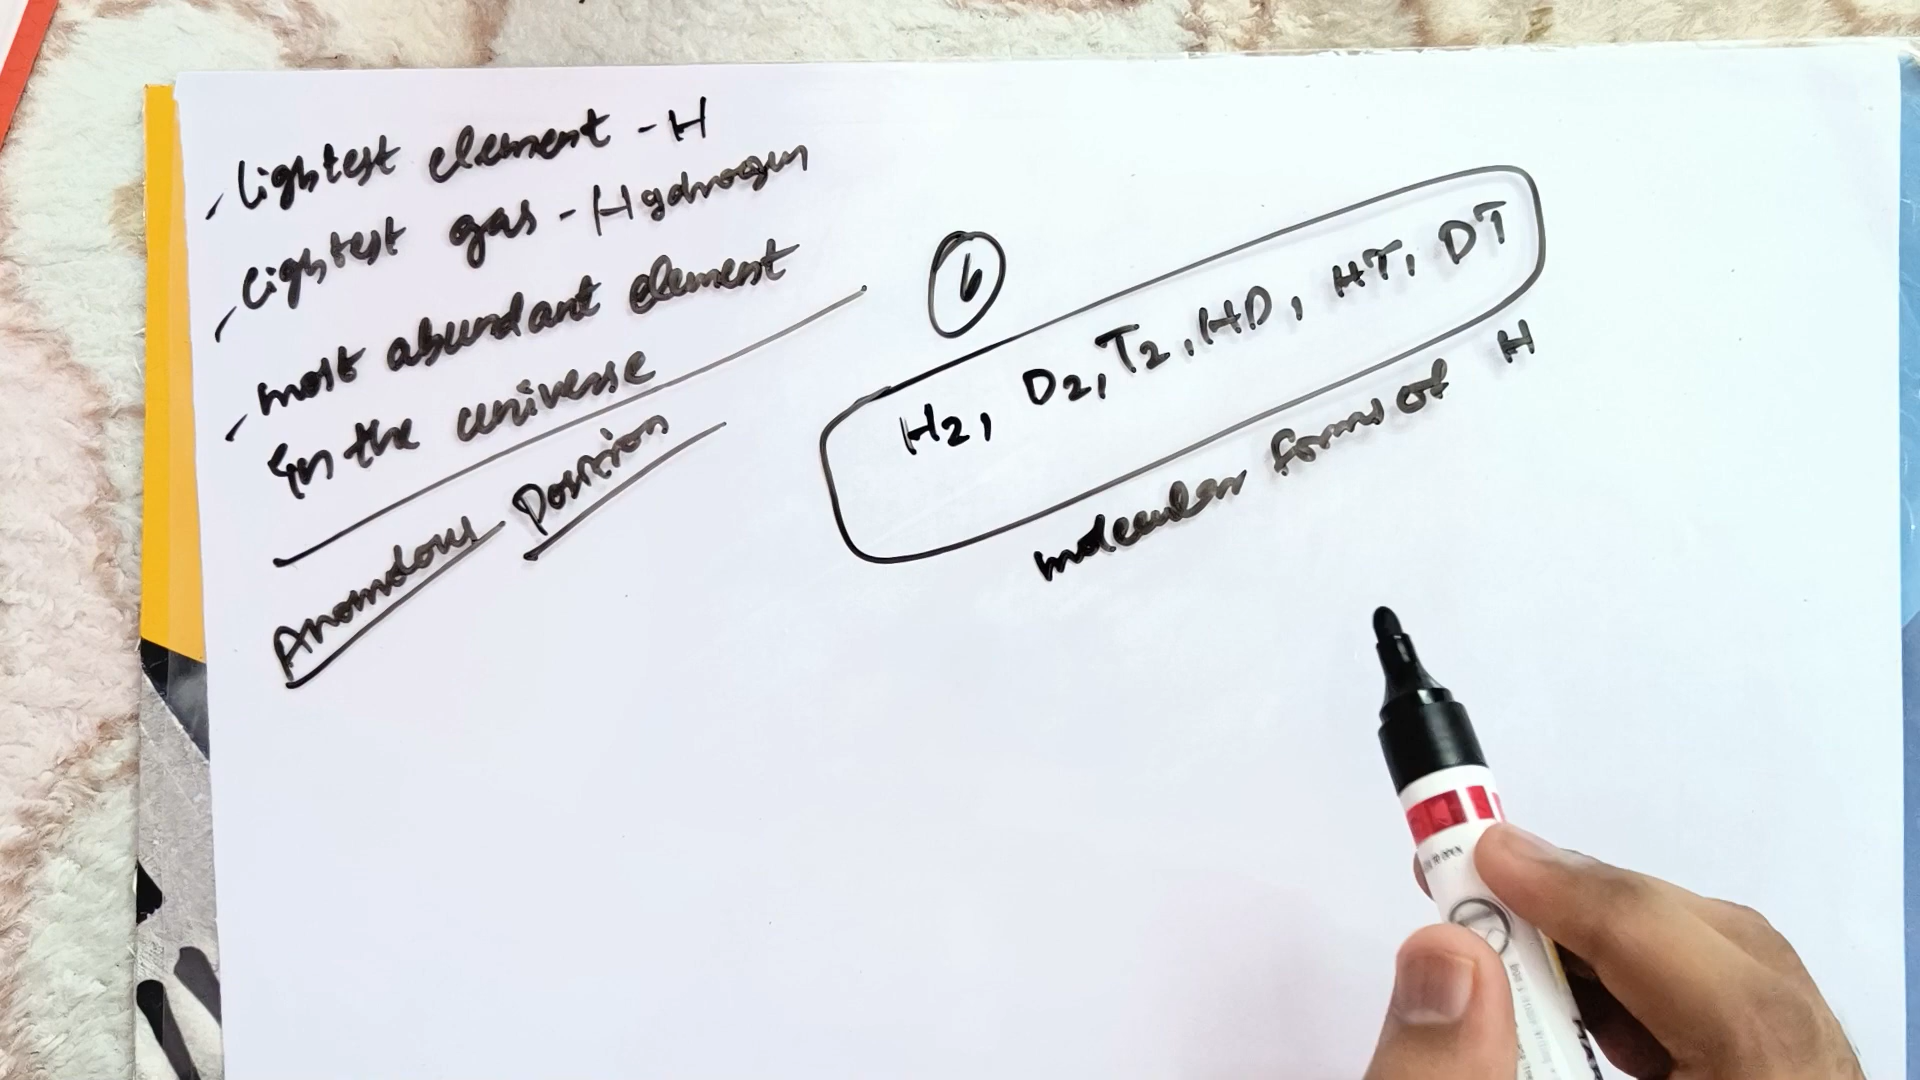 lightest element - H
lightest gas - Hydrogen
most abundant element
in the universe
Anomalous Position
6
H2, D2, T2, HD, HT, DT
molecular forms of H